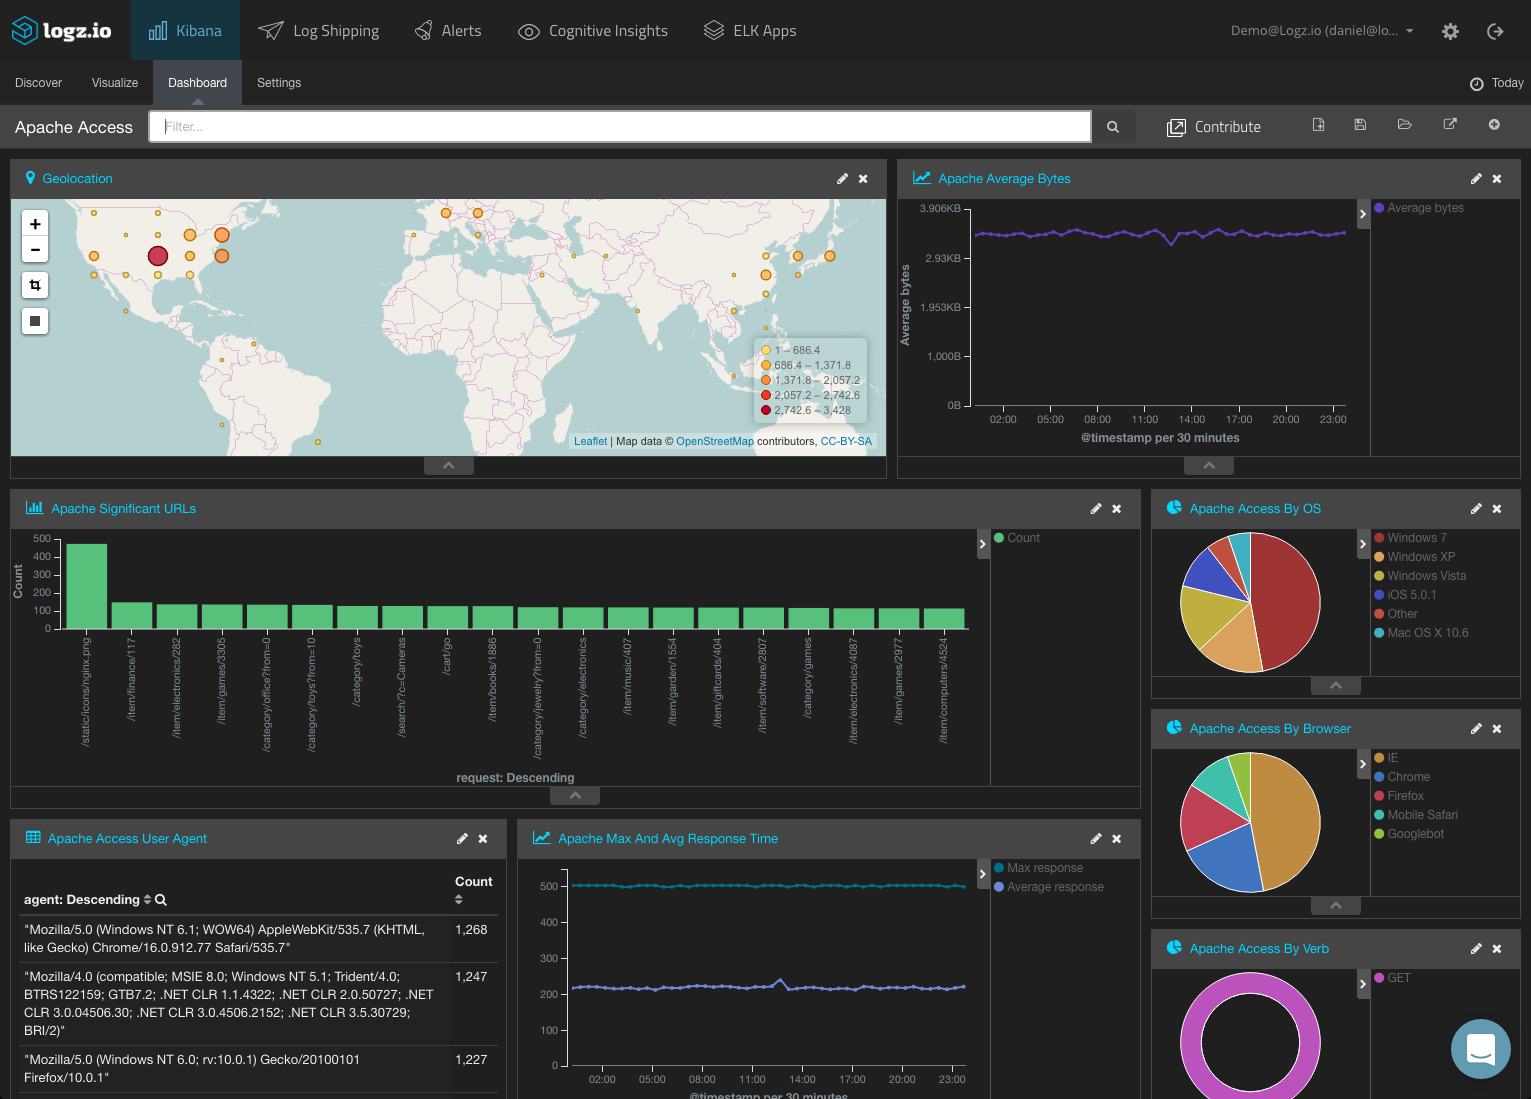 logz.io
Kibana
Log Shipping
Alerts
Cognitive Insights
ELK Apps
Demo@Logz.io (daniel@lo...
Discover
Visualize
Dashboard
Settings
Today
Apache Access
Filter...
Contribute
Geolocation
+
−
1 – 686.4
686.4 – 1,371.8
1,371.8 – 2,057.2
2,057.2 – 2,742.6
2,742.6 – 3,428
Leaflet | Map data © OpenStreetMap contributors, CC-BY-SA
Apache Average Bytes
3.906KB
2.93KB
1.953KB
1,000B
0B
Average bytes
02:00 05:00 08:00 11:00 14:00 17:00 20:00 23:00
@timestamp per 30 minutes
Average bytes
Apache Significant URLs
500
400
300
200
100
0
Count
/static/icons/nginx.png
/item/finance/117
/item/electronics/282
/item/games/3305
/category/office?from=0
/category/toys?from=10
/category/toys
/search/?c=Cameras
/cart/go
/item/books/1886
/category/jewelry?from=0
/category/electronics
/item/music/407
/item/garden/1554
/item/giftcards/404
/item/software/2807
/category/games
/item/electronics/4087
/item/games/2977
/item/computers/4524
request: Descending
Count
Apache Access By OS
Windows 7
Windows XP
Windows Vista
iOS 5.0.1
Other
Mac OS X 10.6
Apache Access By Browser
IE
Chrome
Firefox
Mobile Safari
Googlebot
Apache Access User Agent
agent: Descending
Count
"Mozilla/5.0 (Windows NT 6.1; WOW64) AppleWebKit/535.7 (KHTML,
like Gecko) Chrome/16.0.912.77 Safari/535.7"
1,268
"Mozilla/4.0 (compatible; MSIE 8.0; Windows NT 5.1; Trident/4.0;
BTRS122159; GTB7.2; .NET CLR 1.1.4322; .NET CLR 2.0.50727; .NET
CLR 3.0.04506.30; .NET CLR 3.0.4506.2152; .NET CLR 3.5.30729;
BRI/2)"
1,247
"Mozilla/5.0 (Windows NT 6.0; rv:10.0.1) Gecko/20100101
Firefox/10.0.1"
1,227
Apache Max And Avg Response Time
500
400
300
200
100
0
02:00 05:00 08:00 11:00 14:00 17:00 20:00 23:00
@timestamp per 30 minutes
Max response
Average response
Apache Access By Verb
GET